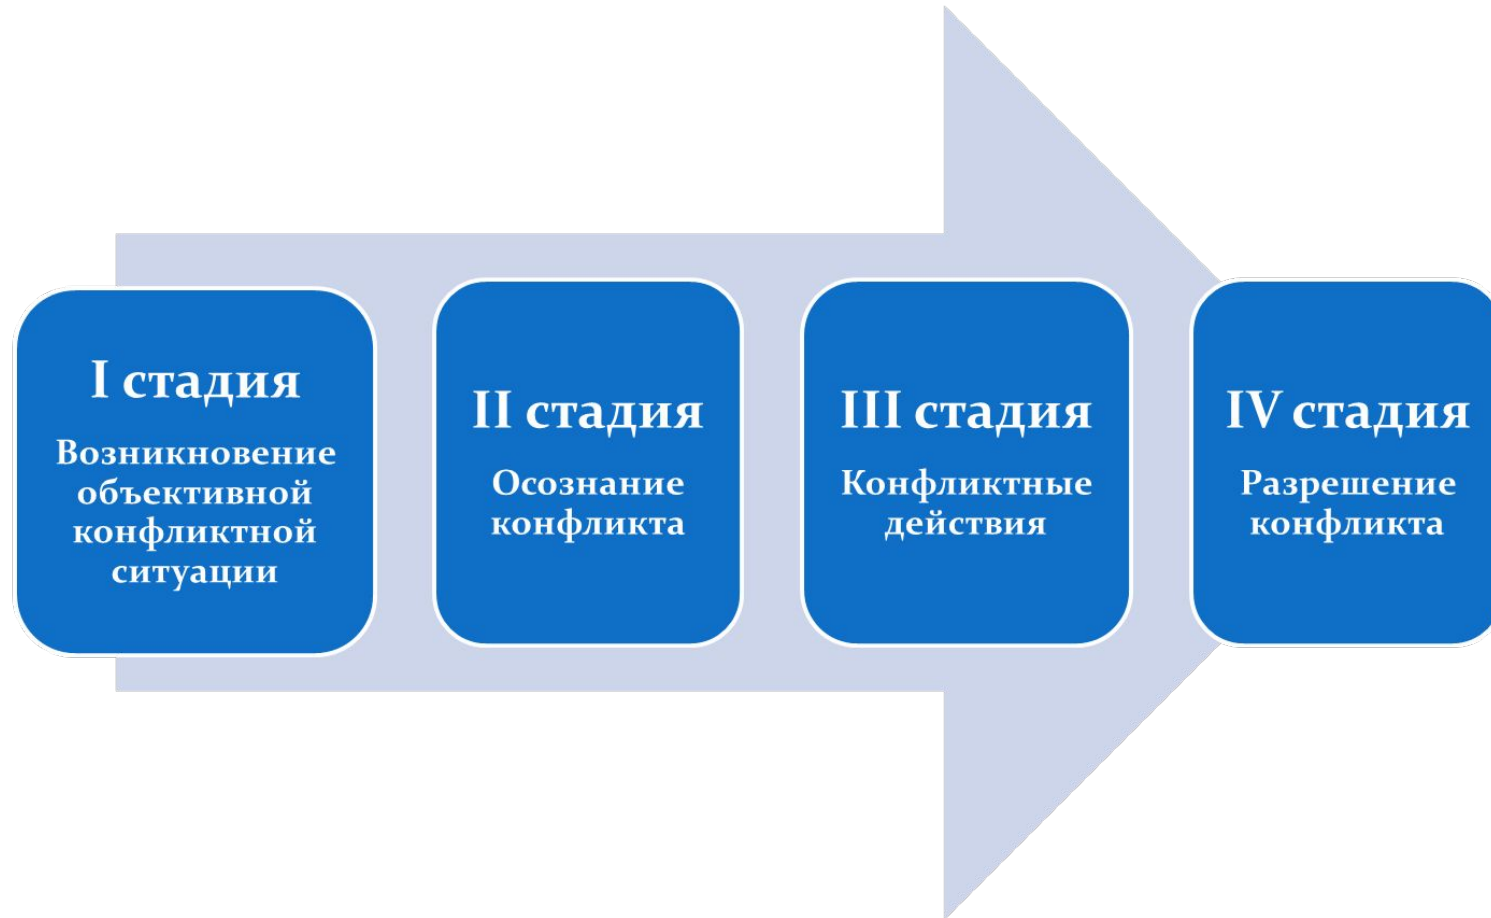 I стадия
Возникновение
объективной
конфликтной
ситуации
II стадия
Осознание
конфликта
III стадия
Конфликтные
действия
IV стадия
Разрешение
конфликта